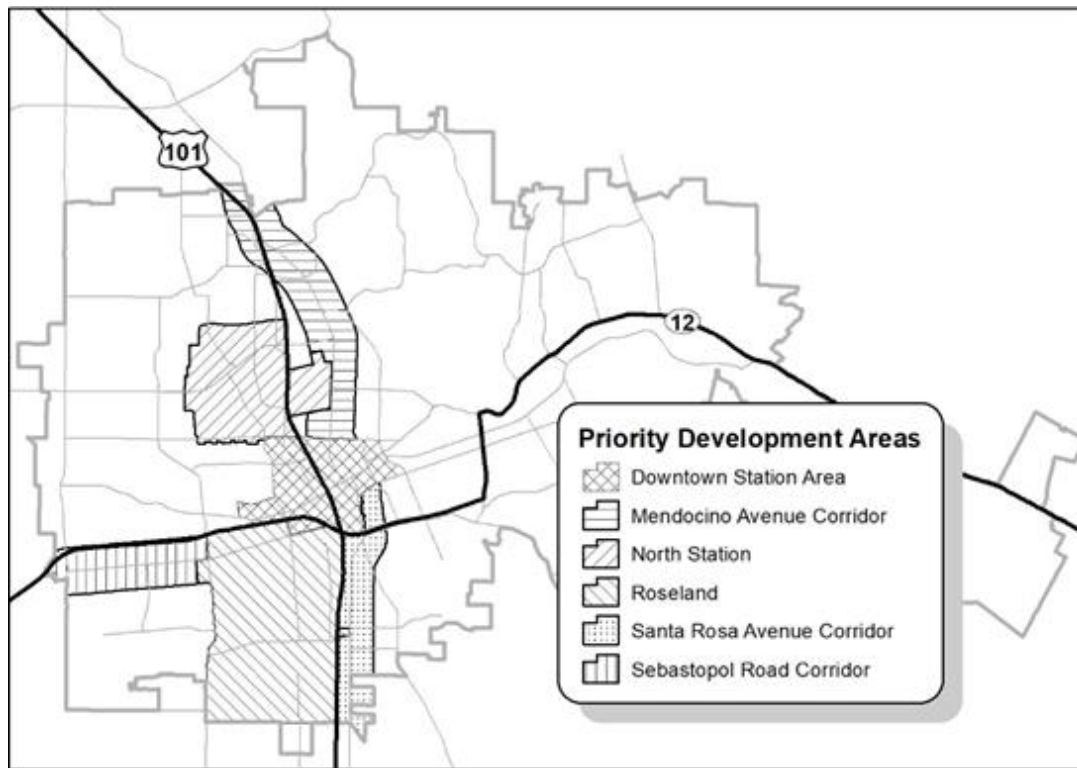 101
12
Priority Development Areas
Downtown Station Area
Mendocino Avenue Corridor
North Station
Roseland
Santa Rosa Avenue Corridor
Sebastopol Road Corridor